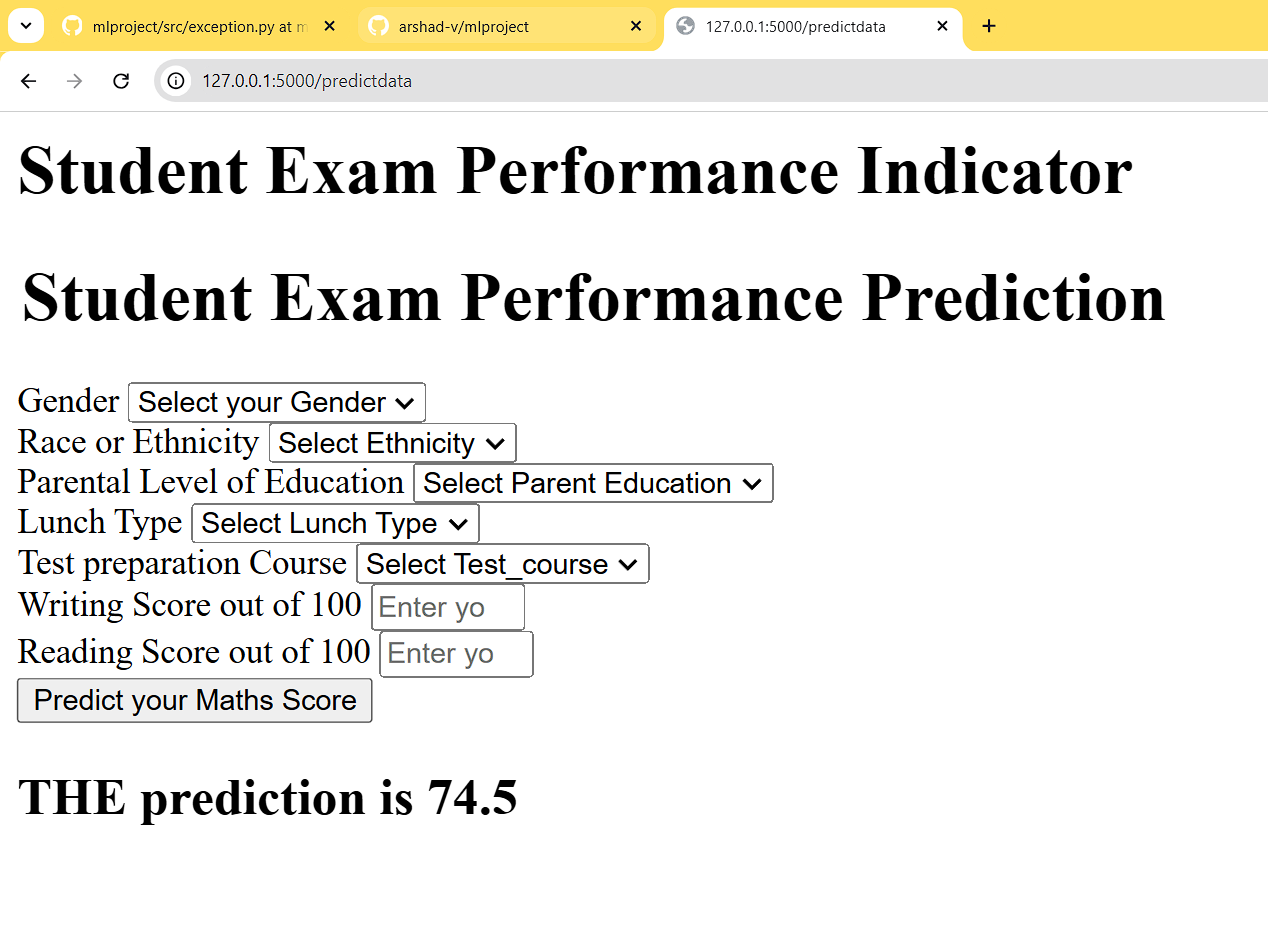 mlproject/src/exception.py at m
arshad-v/mlproject
127.0.0.1:5000/predictdata
127.0.0.1:5000/predictdata
Student Exam Performance Indicator
Student Exam Performance Prediction
Gender Select your Gender
Race or Ethnicity Select Ethnicity
Parental Level of Education Select Parent Education
Lunch Type Select Lunch Type
Test preparation Course Select Test_course
Writing Score out of 100 Enter yo
Reading Score out of 100 Enter yo
Predict your Maths Score
THE prediction is 74.5